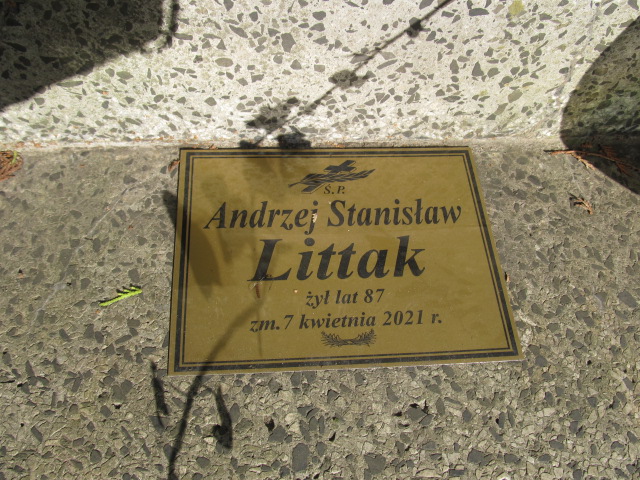 Ś.P.
Andrzej Stanisław
Littak
żył lat 87
zm.7 kwietnia 2021 r.